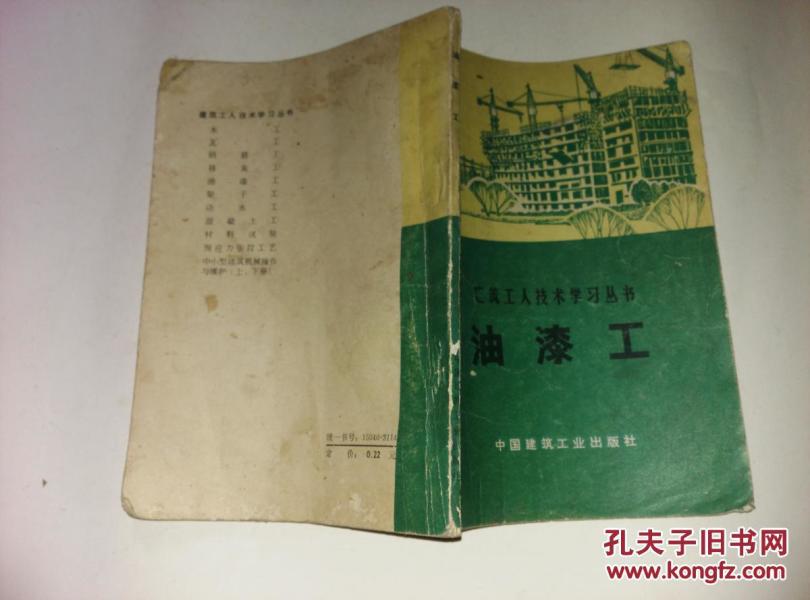 建筑工人技术学习丛书
木 工
瓦 工
抹 灰 工
油 漆 工
架 子 工
混 凝 土 工
材 料 试 验
预应力张拉工艺
中小型建筑机械操作
与维护(上、下册)
统一书号:15040·311
定 价: 0.22 元
漆
工
筑工人技术学习丛书
油漆工
中国建筑工业出版社
孔夫子旧书网
www.kongfz.com